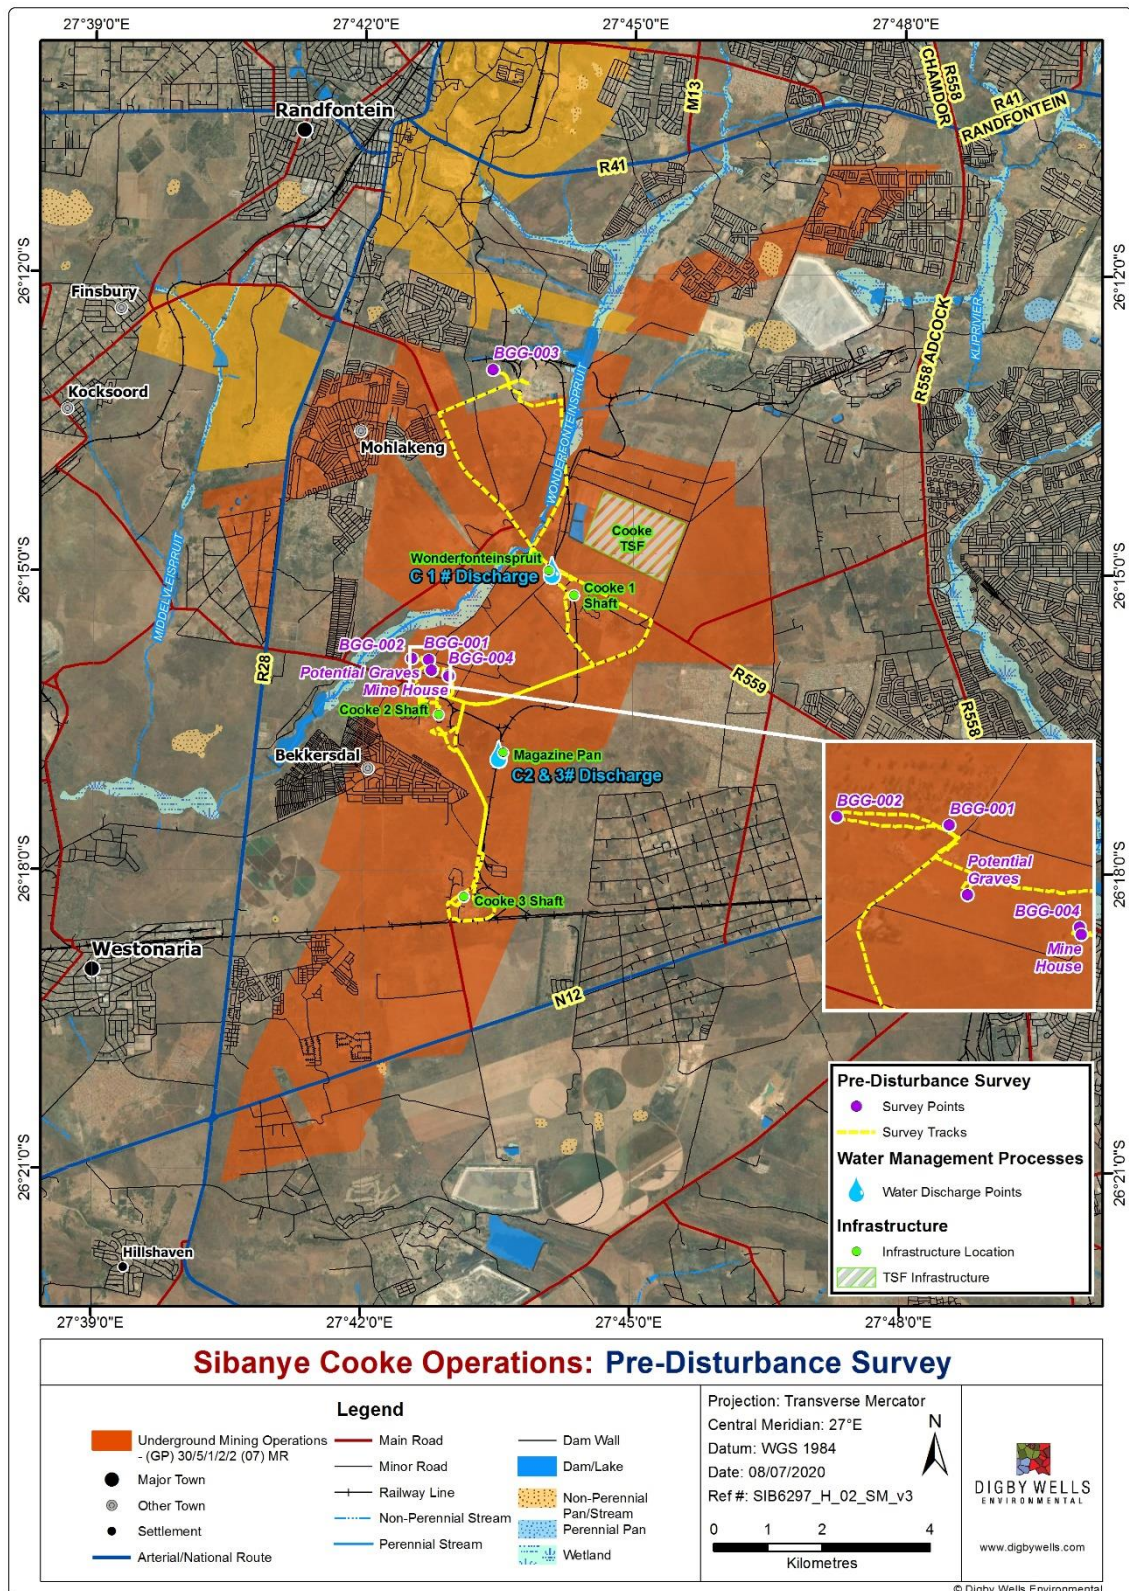 27°39'0"E
27°42'0"E
27°45'0"E
27°48'0"E
Randfontein
M13
R558
CHAMDOR
R41
RANDFONTEIN
R41
26°12'0"S
26°12'0"S
Finsbury
KLIPRIVIER
BGG-003
R558 ADCOCK
Kocksoord
Mohlakeng
WONDERFONTEINSPRUIT
MIDDELVLEISPRUIT
Cooke
TSF
26°15'0"S
26°15'0"S
Wonderfonteinspruit
C 1 # Discharge
Cooke 1
Shaft
R28
BGG-002
BGG-001
BGG-004
Potential Graves
Mine House
R559
Cooke 2 Shaft
R558
Bekkersdal
Magazine Pan
C2 & 3# Discharge
BGG-002
BGG-001
Potential
Graves
BGG-004
Mine
House
26°18'0"S
26°18'0"S
Cooke 3 Shaft
Westonaria
N12
Pre-Disturbance Survey
Survey Points
Survey Tracks
Water Management Processes
Water Discharge Points
Infrastructure
Infrastructure Location
TSF Infrastructure
26°21'0"S
26°21'0"S
Hillshaven
27°39'0"E
27°42'0"E
27°45'0"E
27°48'0"E
Sibanye Cooke Operations: Pre-Disturbance Survey
Legend
Underground Mining Operations
- (GP) 30/5/1/2/2 (07) MR
Major Town
Other Town
Settlement
Arterial/National Route
Main Road
Minor Road
Railway Line
Non-Perennial Stream
Perennial Stream
Dam Wall
Dam/Lake
Non-Perennial
Pan/Stream
Perennial Pan
Wetland
Projection: Transverse Mercator
Central Meridian: 27°E
Datum: WGS 1984
Date: 08/07/2020
Ref #: SIB6297_H_02_SM_v3
N
0 1 2 4
Kilometres
DIGBY WELLS
ENVIRONMENTAL
www.digbywells.com
© Digby Wells Environmental